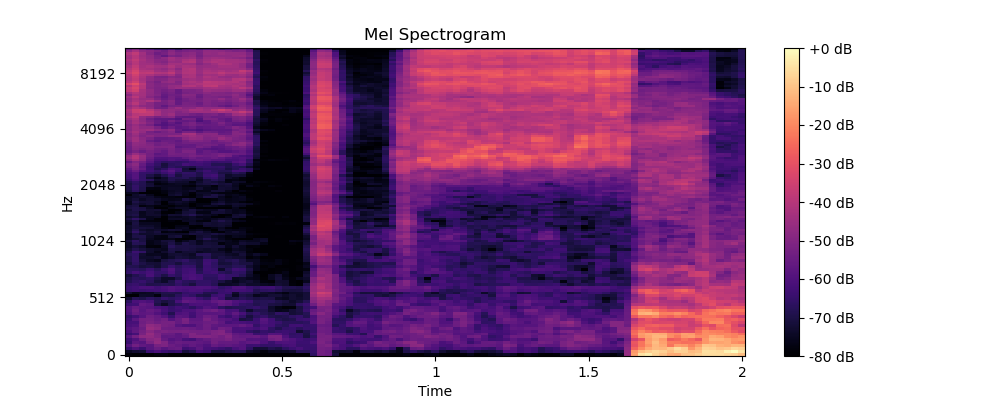 Mel Spectrogram
Hz
8192
4096
2048
1024
512
0
0 0.5 1 1.5 2
Time
+0 dB
-10 dB
-20 dB
-30 dB
-40 dB
-50 dB
-60 dB
-70 dB
-80 dB